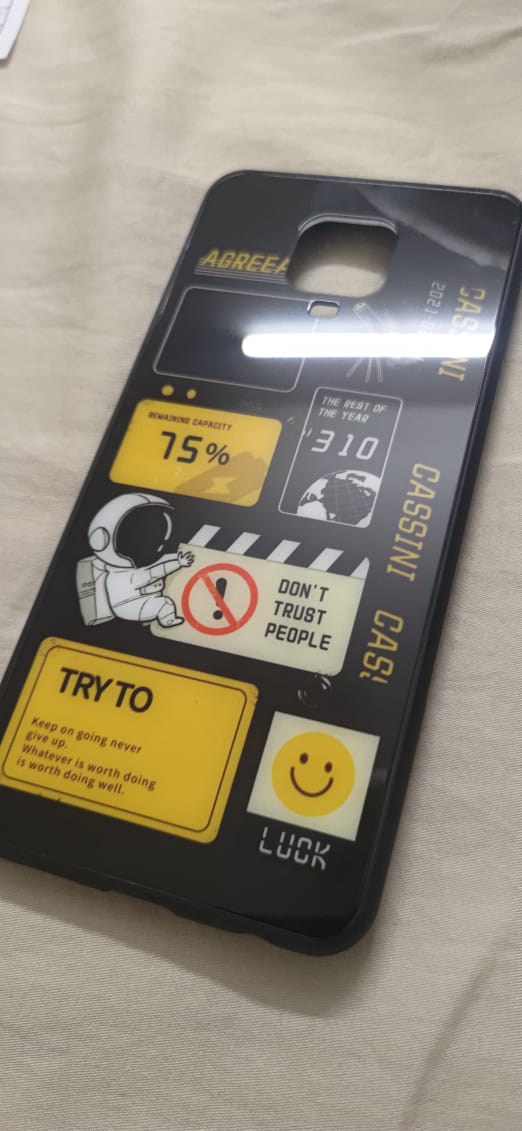 AGREEA
CASSINI
REMAINING CAPACITY
75%
THE REST OF
THE YEAR
310
CASSINI
DON'T
TRUST
PEOPLE
CAS!
TRY TO
Keep on going never
give up.
Whatever is worth doing
is worth doing well.
LUCK